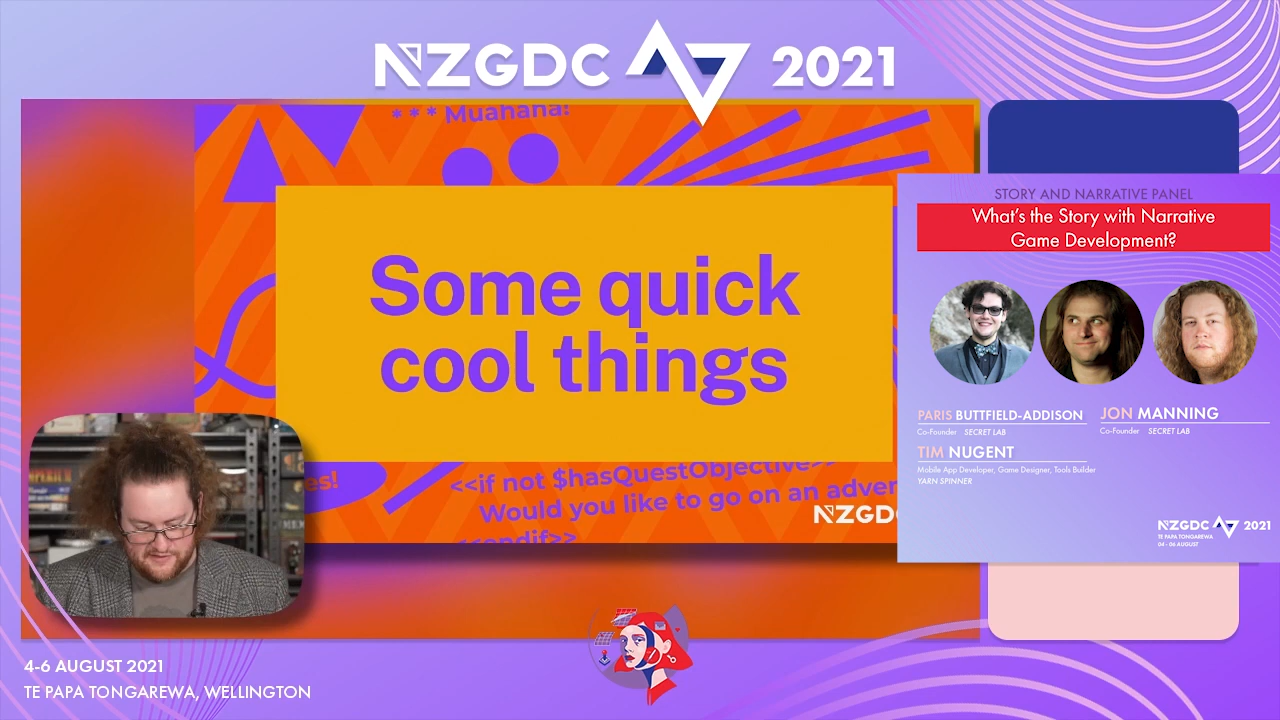 NZGDC 2021
* * * Muahaha!
Some quick
cool things
es!
<<if not $hasQuestObjective>>
Would you like to go on an adver
<<endif>>
NZGD
STORY AND NARRATIVE PANEL
What's the Story with Narrative
Game Development?
PARIS BUTTFIELD-ADDISON
Co-Founder SECRET LAB
JON MANNING
Co-Founder SECRET LAB
TIM NUGENT
Mobile App Developer, Game Designer, Tools Builder
YARN SPINNER
NZGDC 2021
TE PAPA TONGAREWA
04 - 06 AUGUST
4-6 AUGUST 2021
TE PAPA TONGAREWA, WELLINGTON